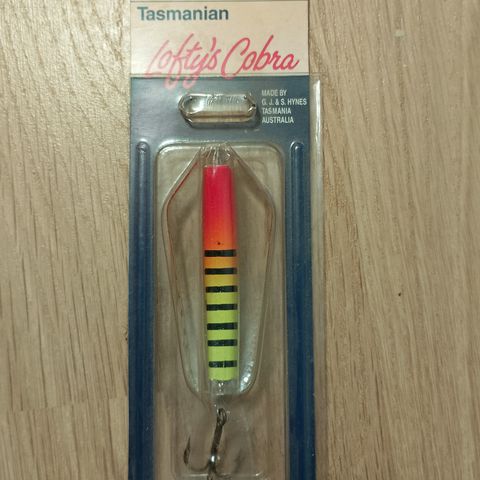 Tasmanian
Lofty's Cobra
MADE BY
G. J. & S. HYNES
TASMANIA
AUSTRALIA